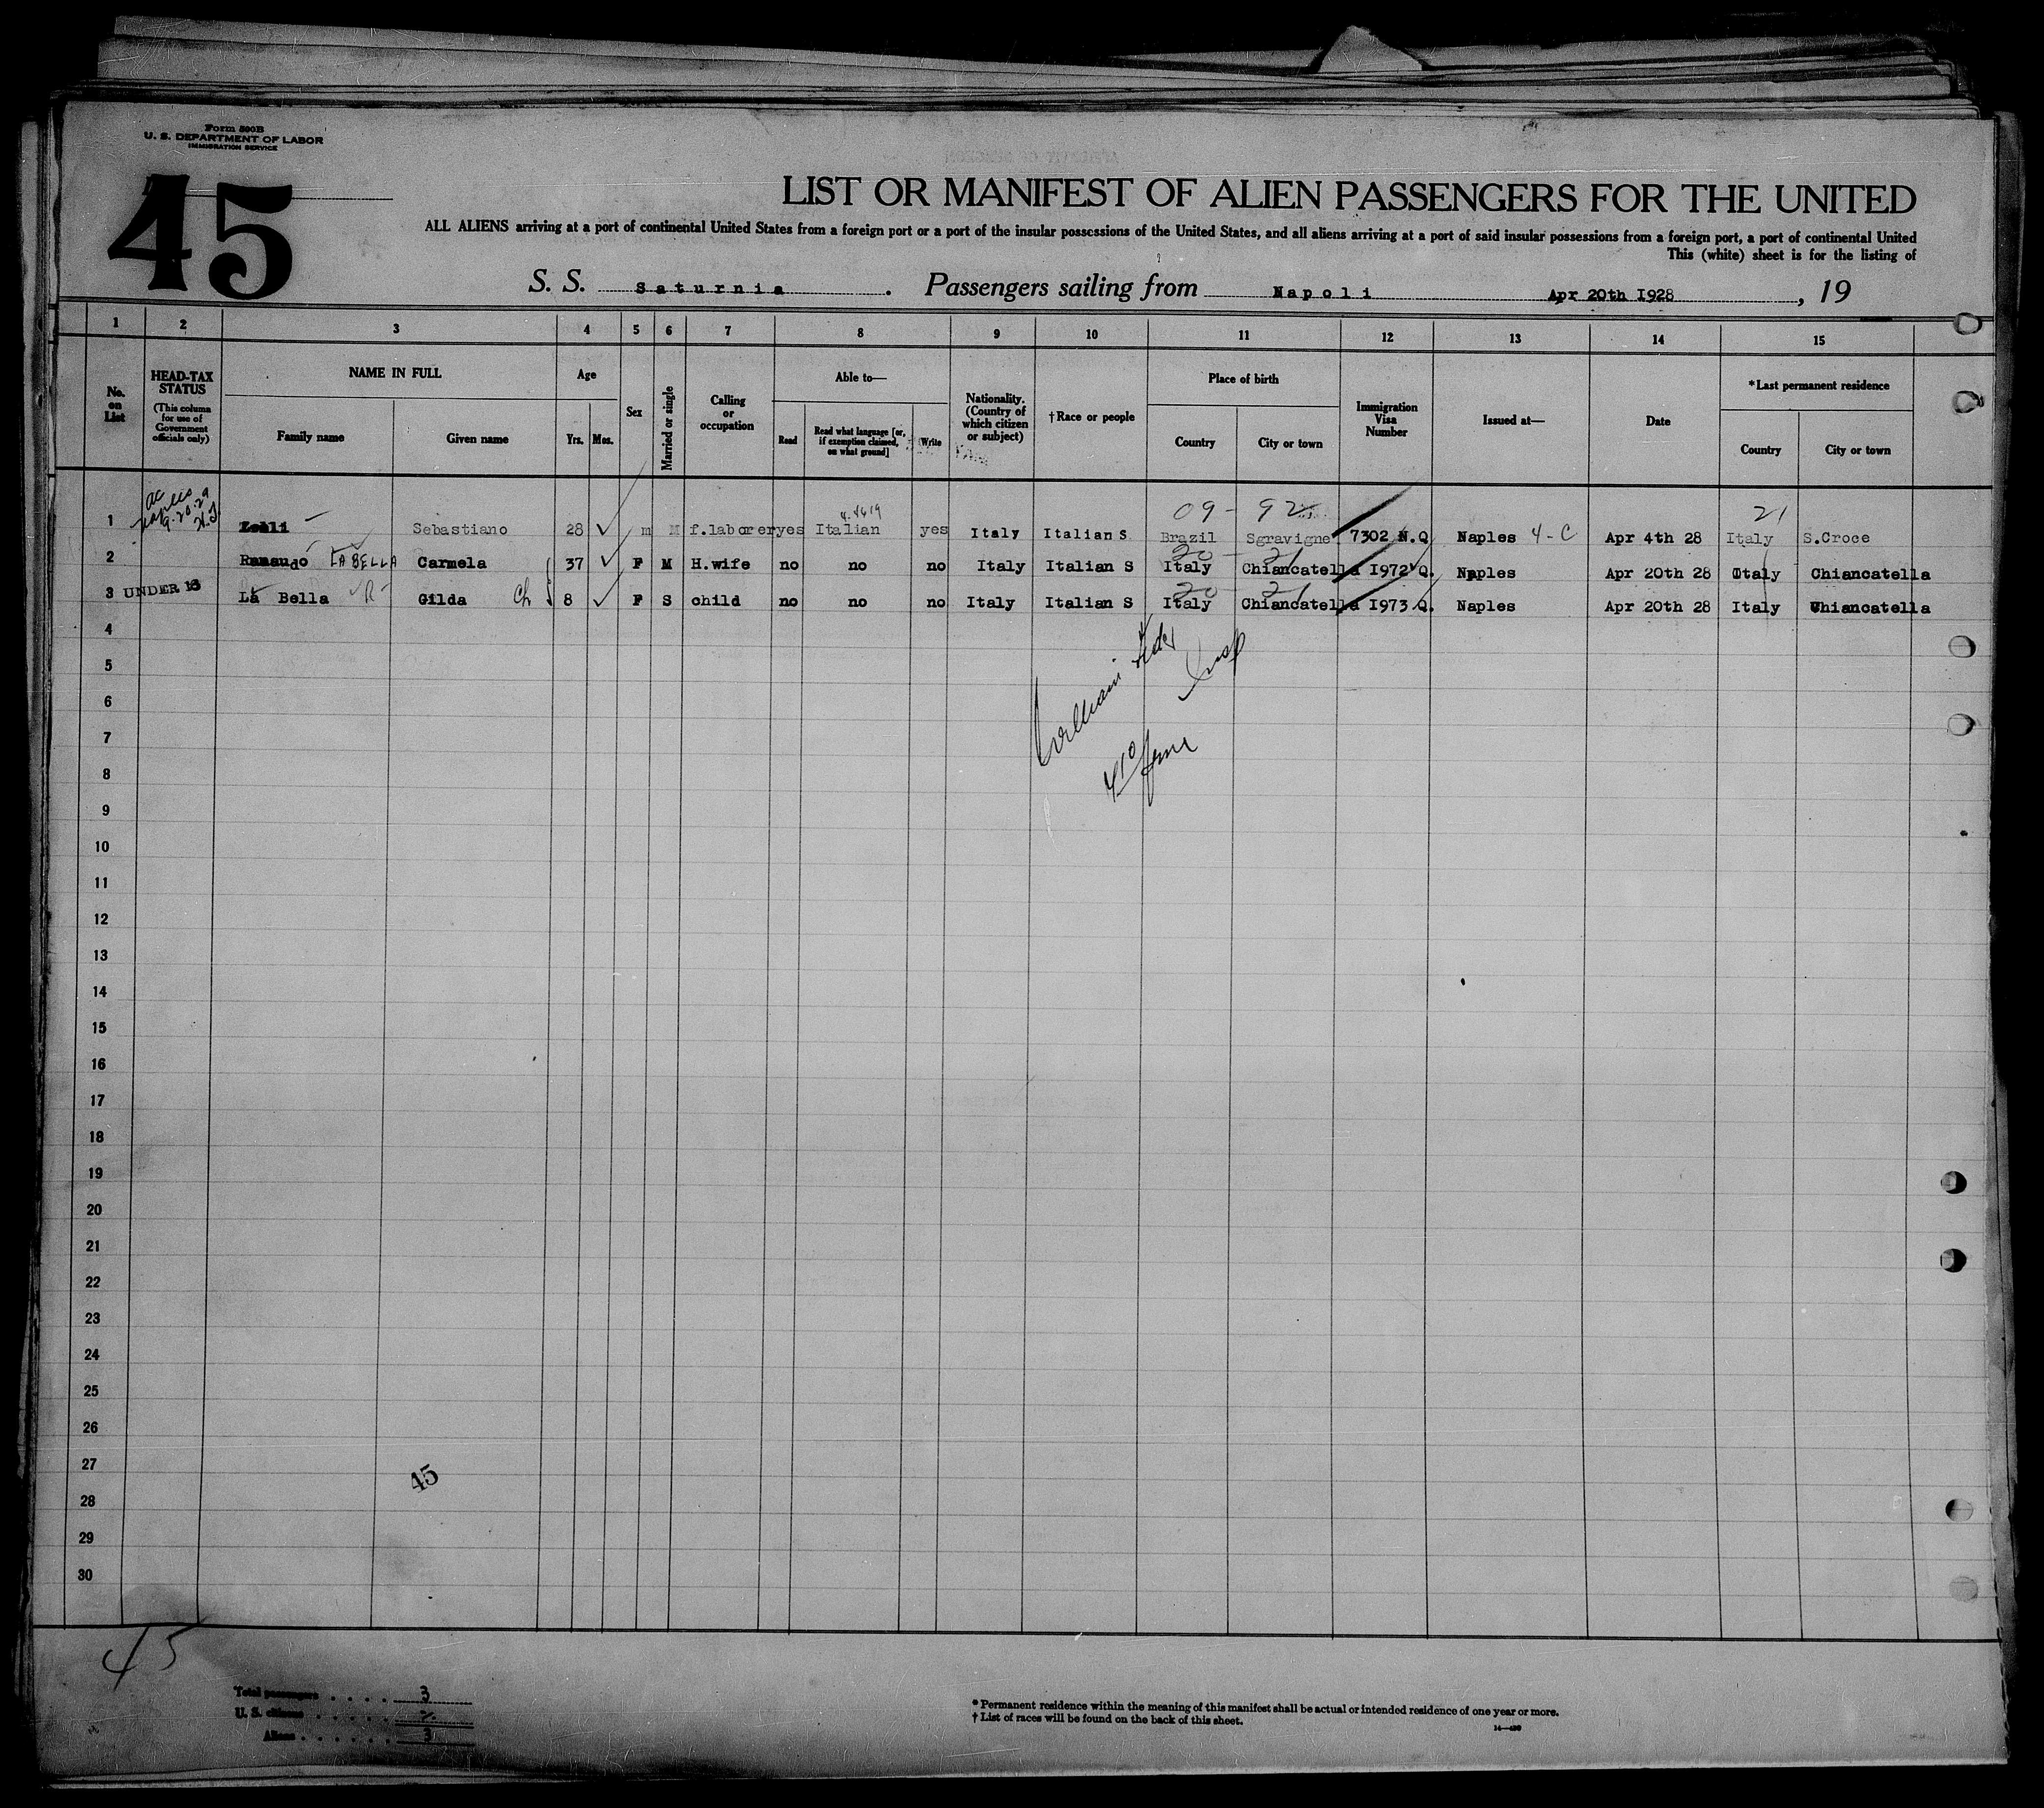 Form 500B
U. S. DEPARTMENT OF LABOR
IMMIGRATION SERVICE
45
LIST OR MANIFEST OF ALIEN PASSENGERS FOR THE UNITED
ALL ALIENS arriving at a port of continental United States from a foreign port or a port of the insular possessions of the United States, and all aliens arriving at a port of said insular possessions from a foreign port, a port of continental United
This (white) sheet is for the listing of
S. S. Saturnia . Passengers sailing from Napoli Apr 20th 1928, 19
1 2 3 4 5 6 7 8 9 10 11 12 13 14 15
No. on List
HEAD-TAX STATUS (This column for use of Government officials only)
NAME IN FULL
Family name
Given name
Age
Yrs. Mos.
Sex
Married or single
Calling or occupation
Able to—
Read
Read what language [or, if exemption claimed, on what ground]
Write
Nationality. (Country of which citizen or subject)
†Race or people
Place of birth
Country
City or town
Immigration Visa Number
Issued at—
Date
*Last permanent residence
Country
City or town
09- 92 21
1 Sebastiano 28 m M f.laborer yes Italian yes Italy Italian S Brazil Sgravigne 7302 N.Q Naples 4-C Apr 4th 28 Italy S.Croce
20 - 21
2 Ramaudo LA BELLA Carmela 37 F M H.wife no no no Italy Italian S Italy Chiancatella 1972 Q. Naples Apr 20th 28 Italy Chiancatella
20 21
3 UNDER 16 La Bella Gilda Ch 8 F S child no no no Italy Italian S Italy Chiancatella 1973 Q. Naples Apr 20th 28 Italy Chiancatella
4
William
Insp
5
6
7
8
9
10
11
12
13
14
15
16
17
18
19
20
21
22
23
24
25
26
27
45
28
29
30
45
Total passengers . . . . 3
U. S. citizens . . . . .
Aliens . . . . . . 3
* Permanent residence within the meaning of this manifest shall be actual or intended residence of one year or more.
† List of races will be found on the back of this sheet.